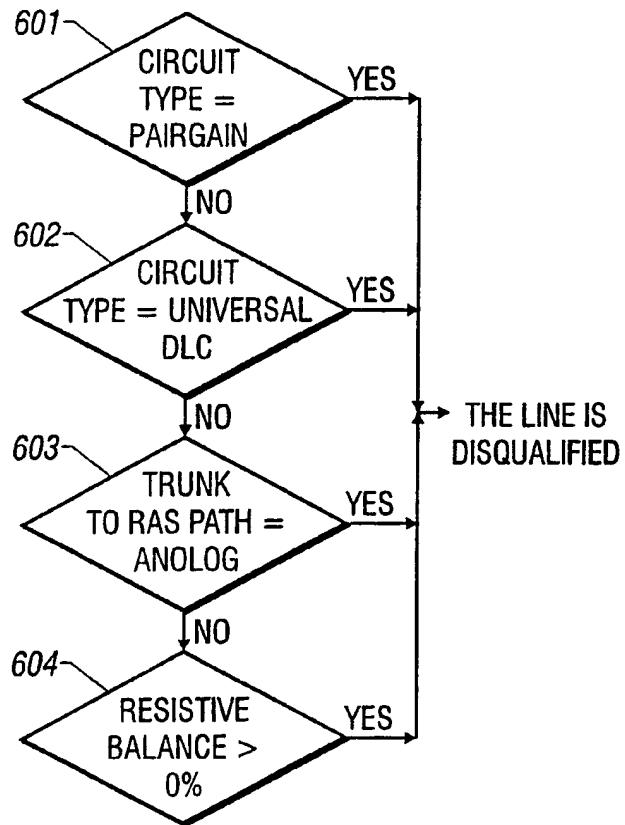 601
CIRCUIT
TYPE =
PAIRGAIN
YES
NO
602
CIRCUIT
TYPE = UNIVERSAL
DLC
YES
NO
THE LINE IS
DISQUALIFIED
603
TRUNK
TO RAS PATH =
ANOLOG
YES
NO
604
RESISTIVE
BALANCE >
0%
YES